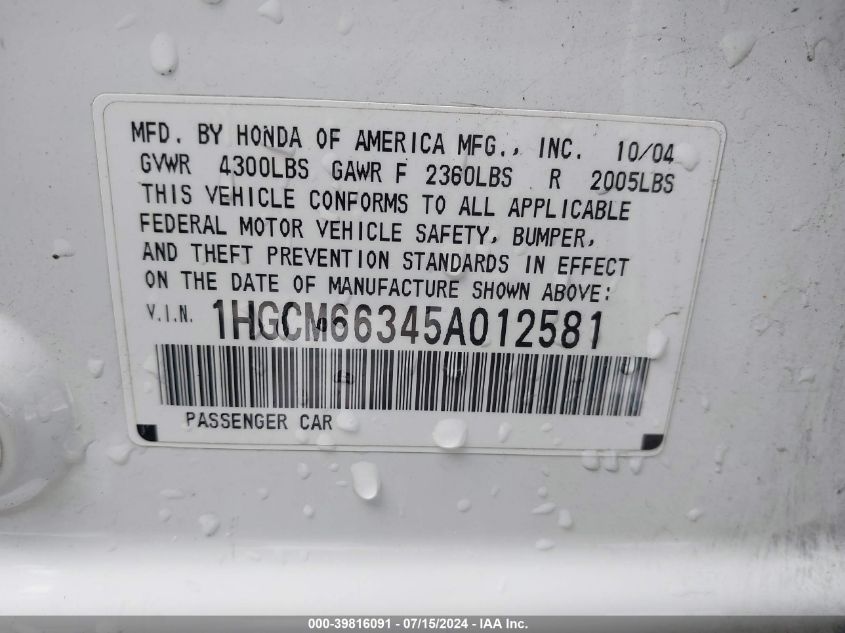 MFD. BY HONDA OF AMERICA MFG., INC. 10/04
GVWR 4300LBS GAWR F 2360LBS R 2005LBS
THIS VEHICLE CONFORMS TO ALL APPLICABLE
FEDERAL MOTOR VEHICLE SAFETY, BUMPER,
AND THEFT PREVENTION STANDARDS IN EFFECT
ON THE DATE OF MANUFACTURE SHOWN ABOVE:
V.I.N. 1HGCM66345A012581
PASSENGER CAR
000-39816091 - 07/15/2024 - IAA Inc.